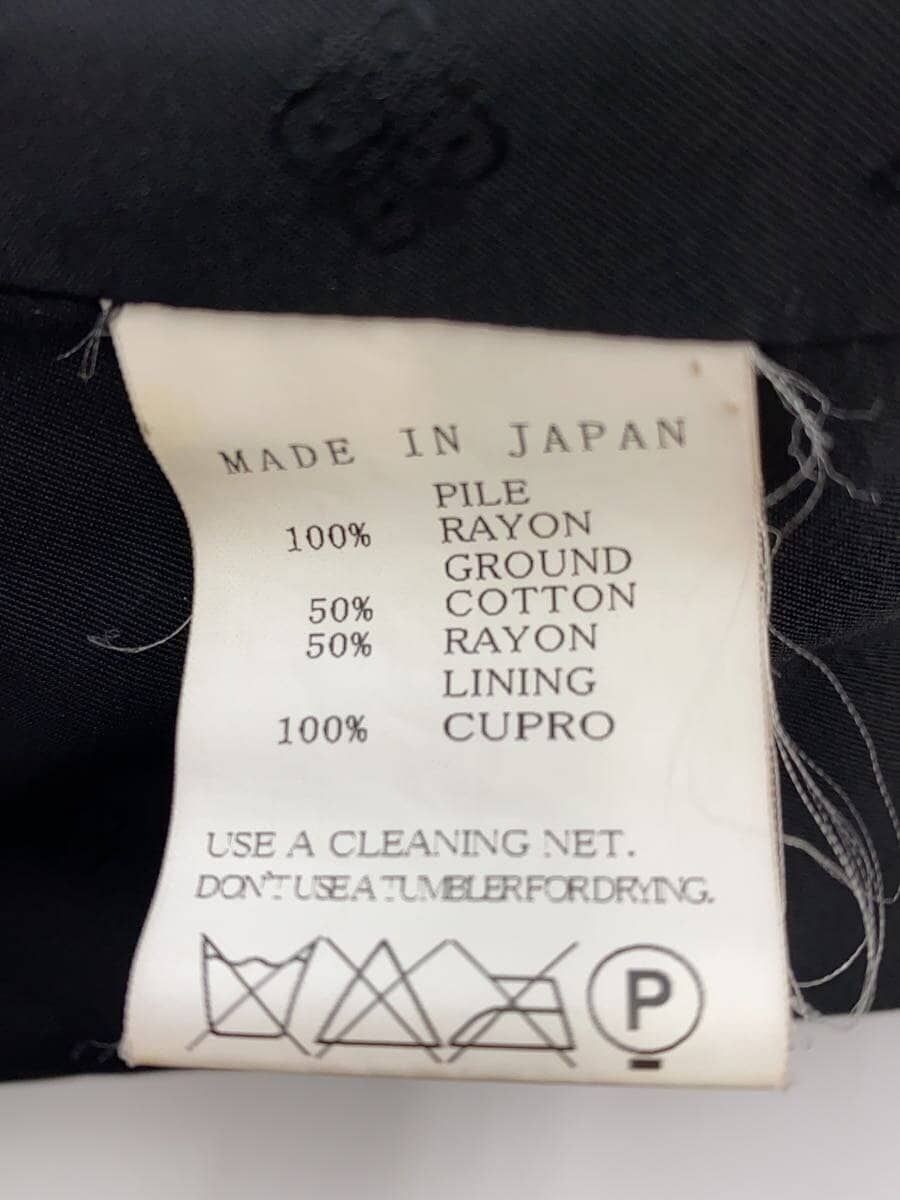 MADE IN JAPAN
PILE
100% RAYON
GROUND
50% COTTON
50% RAYON
LINING
100% CUPRO
USE A CLEANING NET.
DON'T USE A TUMBLER FOR DRYING.
P